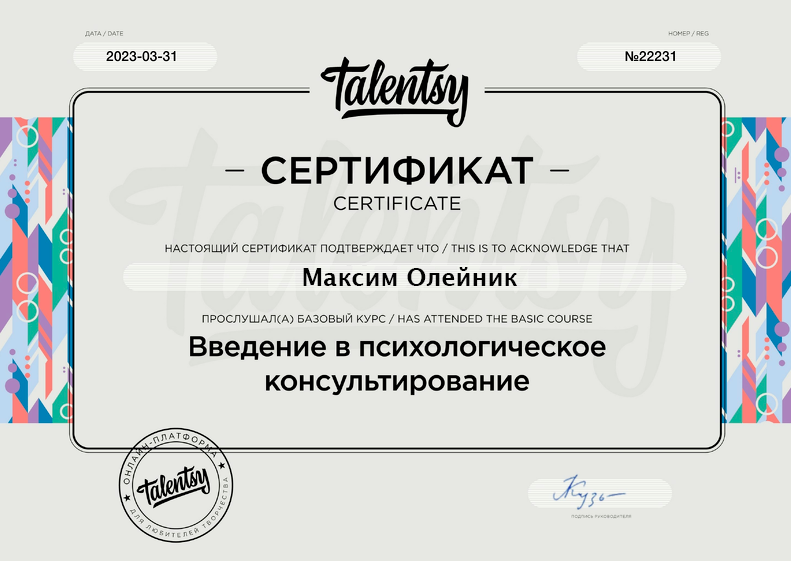 ДАТА / DATE
2023-03-31
НОМЕР / REG
№22231
Talentsy
– СЕРТИФИКАТ –
CERTIFICATE
НАСТОЯЩИЙ СЕРТИФИКАТ ПОДТВЕРЖДАЕТ ЧТО / THIS IS TO ACKNOWLEDGE THAT
Максим Олейник
ПРОСЛУШАЛ(А) БАЗОВЫЙ КУРС / HAS ATTENDED THE BASIC COURSE
Введение в психологическое
консультирование
ОНЛАЙН-ПЛАТФОРМА
Talentsy
ДЛЯ ЛЮБИТЕЛЕЙ ТВОРЧЕСТВА
Кузь
ПОДПИСЬ РУКОВОДИТЕЛЯ